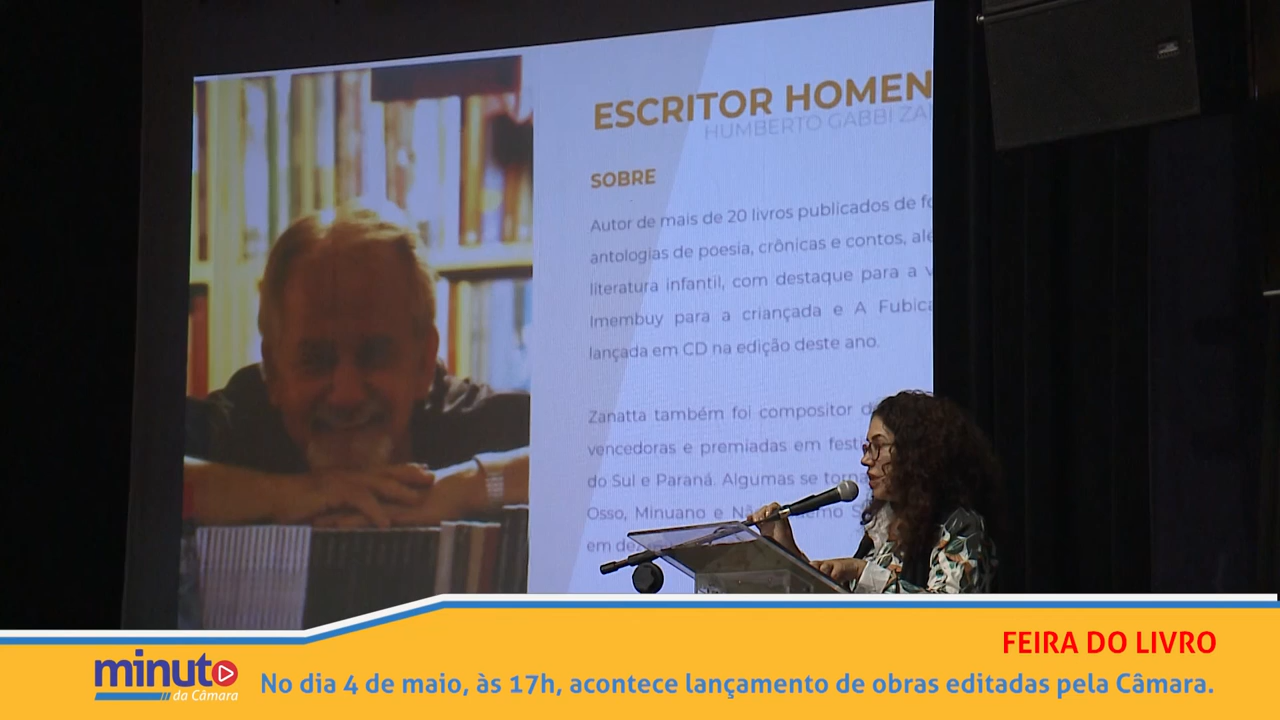 ESCRITOR HOMEN
HUMBERTO GABBI ZA
SOBRE
Autor de mais de 20 livros publicados de fo
antologias de poesia, crônicas e contos, alé
literatura infantil, com destaque para a v
Imembuy para a criançada e A Fubica
lançada em CD na edição deste ano.
Zanatta também foi compositor d
vencedoras e premiadas em fest
do Sul e Paraná. Algumas se torna
Osso, Minuano e
em de
FEIRA DO LIVRO
minuto
da Câmara
No dia 4 de maio, às 17h, acontece lançamento de obras editadas pela Câmara.